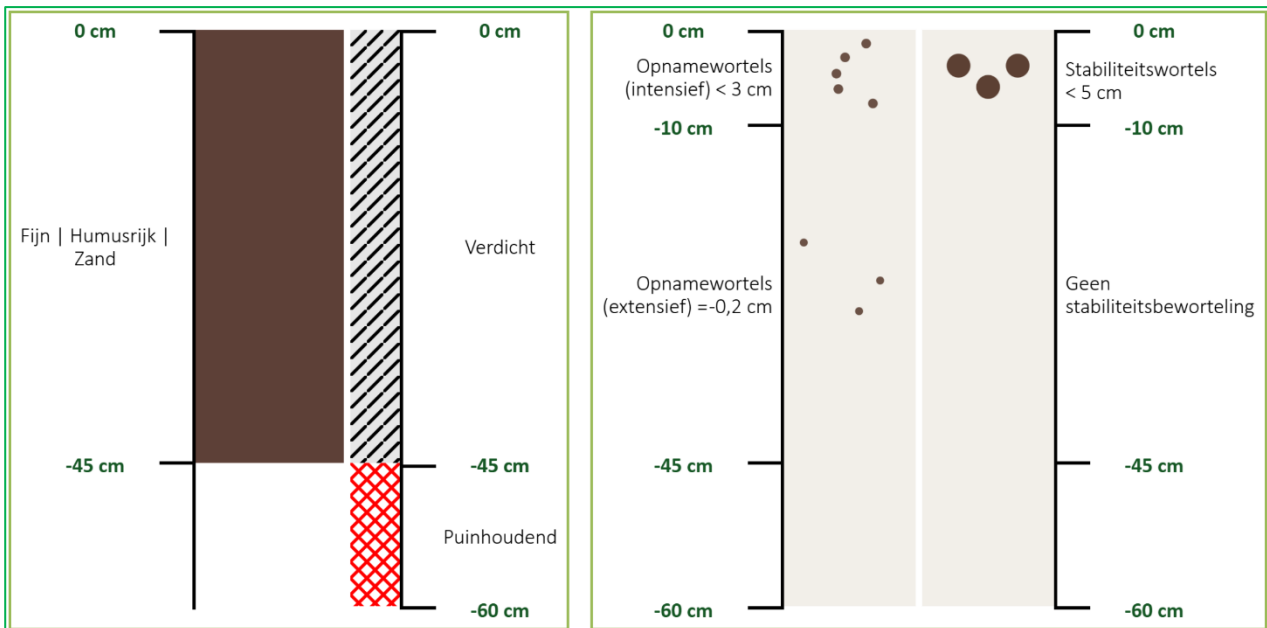 0 cm
0 cm
Fijn | Humusrijk |
Zand
Verdicht
-45 cm
-45 cm
Puinhoudend
-60 cm
0 cm
0 cm
Opnamewortels
(intensief) < 3 cm
Stabiliteitswortels
< 5 cm
-10 cm
-10 cm
Opnamewortels
(extensief) =-0,2 cm
Geen
stabiliteitsbeworteling
-45 cm
-45 cm
-60 cm
-60 cm